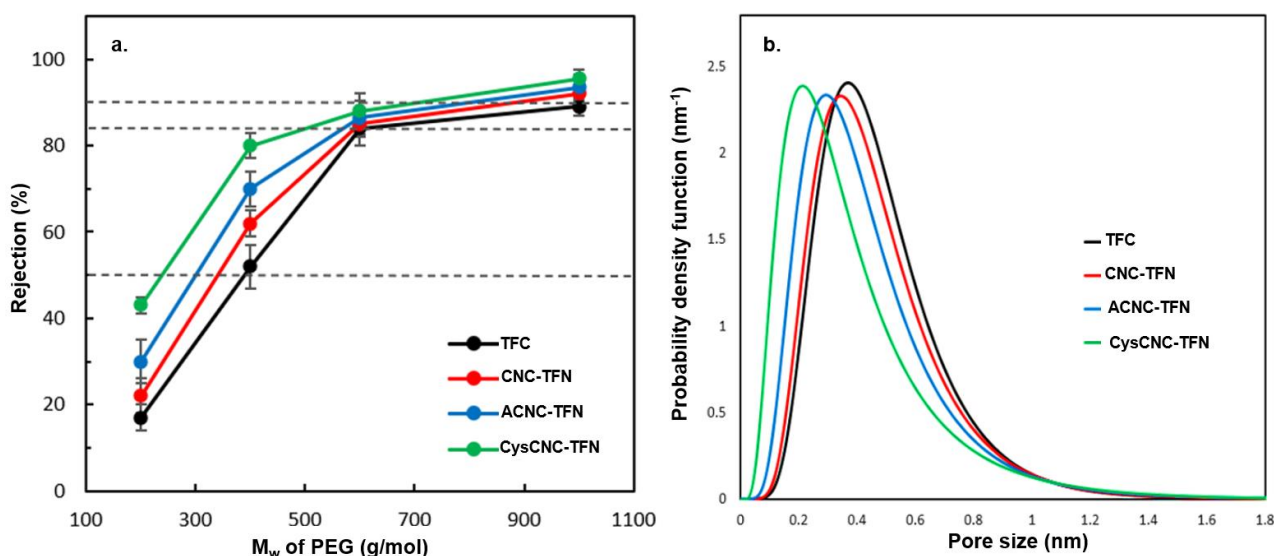 a.
Rejection (%)
100
80
60
40
20
0
100 300 500 700 900 1100
M_w of PEG (g/mol)
TFC
CNC-TFN
ACNC-TFN
CysCNC-TFN
b.
Probability density function (nm⁻¹)
2.5
2
1.5
1
0.5
0
0 0.2 0.4 0.6 0.8 1 1.2 1.4 1.6 1.8
Pore size (nm)
TFC
CNC-TFN
ACNC-TFN
CysCNC-TFN